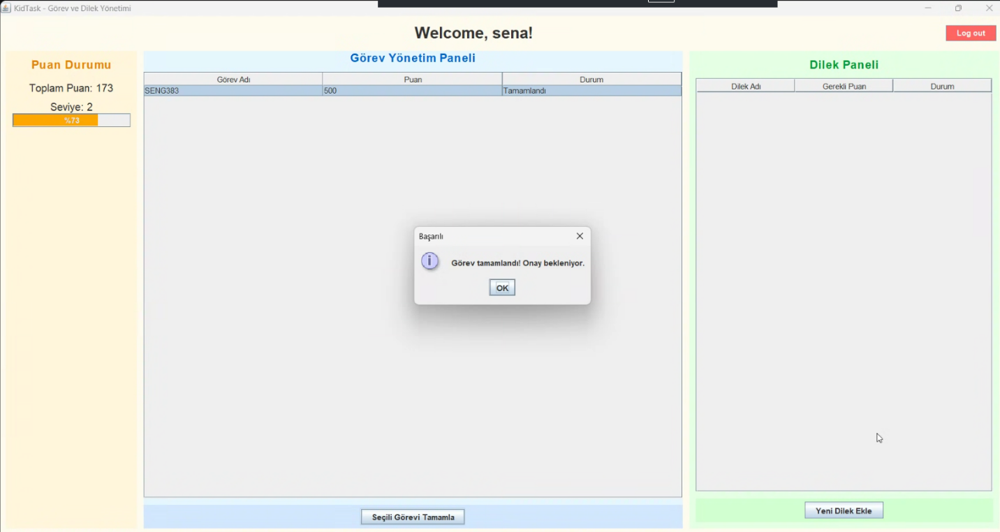 KidTask - Görev ve Dilek Yönetimi
Welcome, sena!
Log out
Puan Durumu
Toplam Puan: 173
Seviye: 2
%73
Görev Yönetim Paneli
Görev Adı Puan Durum
SENG383 500 Tamamlandı
Başarılı
Görev tamamlandı! Onay bekleniyor.
OK
Seçili Görevi Tamamla
Dilek Paneli
Dilek Adı Gerekli Puan Durum
Yeni Dilek Ekle